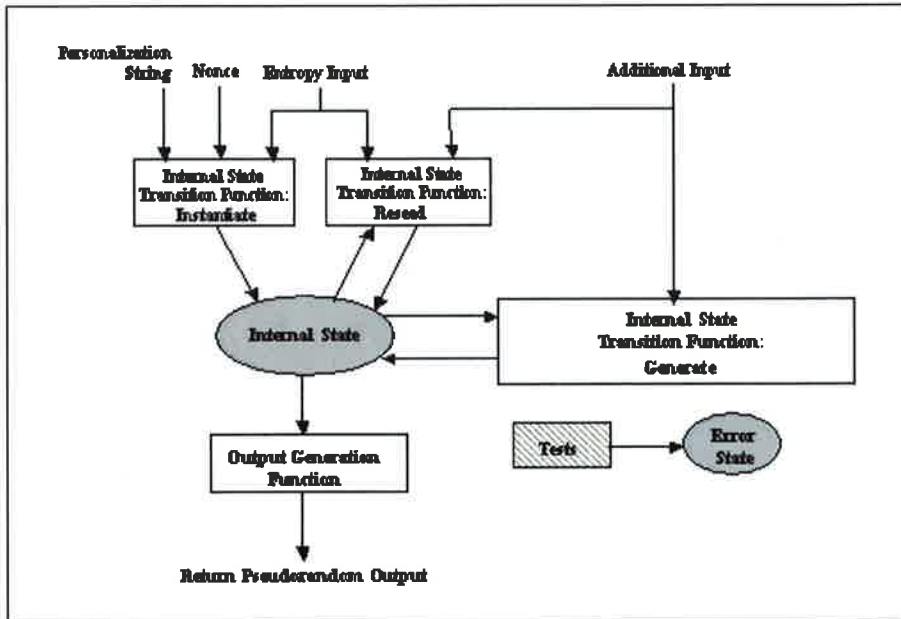 Personalization
String
Nonce
Entropy Input
Additional Input
Internal State
Transition Function:
Instantiate
Internal State
Transition Function:
Reseed
Internal State
Internal State
Transition Function:
Generate
Output Generation
Function
Tests
Error
State
Return Pseudorandom Output